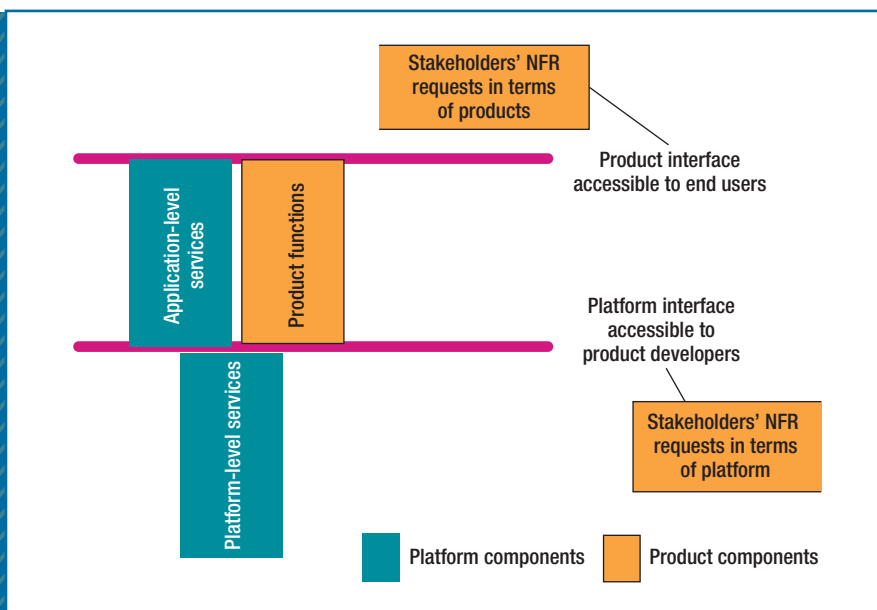 Stakeholders’ NFR
requests in terms
of products
Product interface
accessible to end users
Application-level
services
Product functions
Platform interface
accessible to
product developers
Platform-level services
Stakeholders’ NFR
requests in terms
of platform
Platform components
Product components